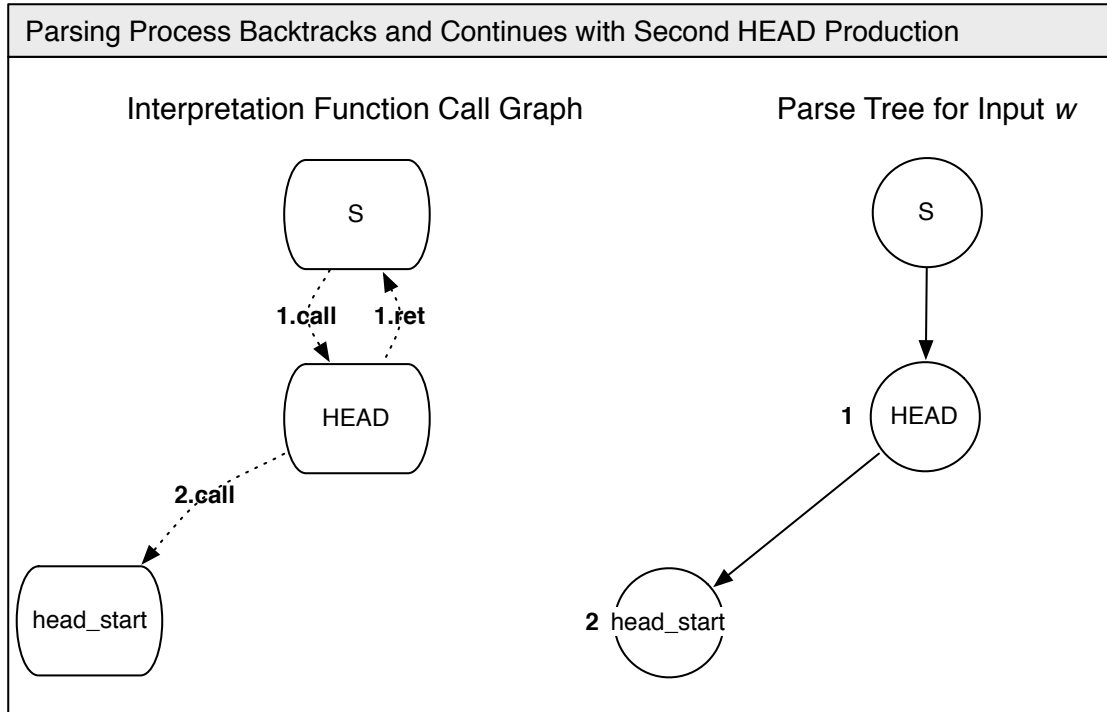 Parsing Process Backtracks and Continues with Second HEAD Production
Interpretation Function Call Graph
Parse Tree for Input w
S
S
1.call
1.ret
HEAD
1
HEAD
2.call
head_start
2
head_start